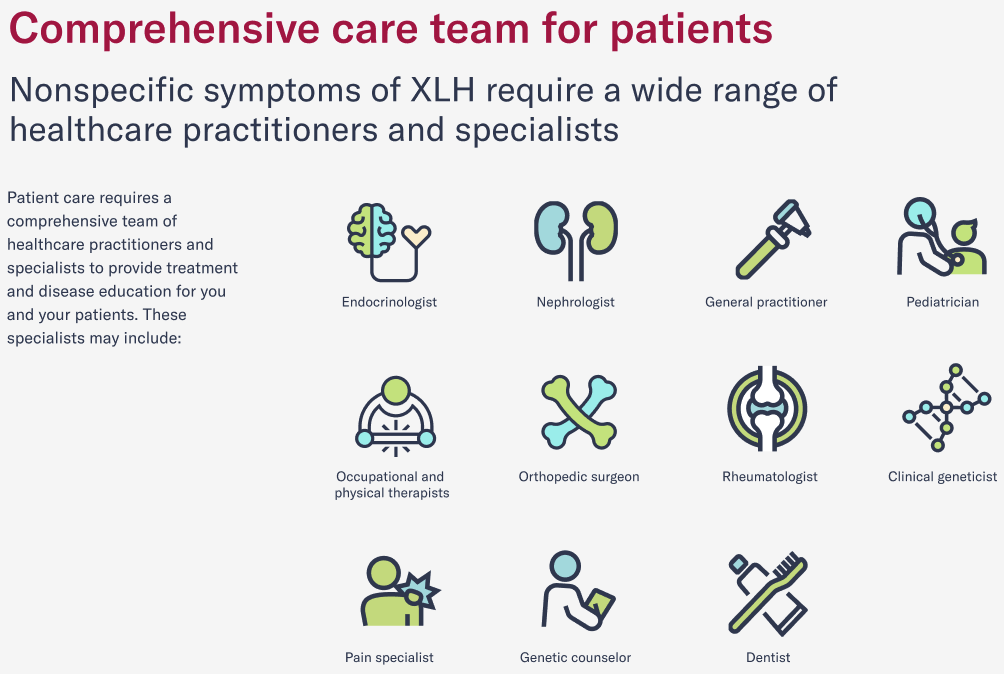 Comprehensive care team for patients
Nonspecific symptoms of XLH require a wide range of
healthcare practitioners and specialists
Patient care requires a
comprehensive team of
healthcare practitioners and
specialists to provide treatment
and disease education for you
and your patients. These
specialists may include:
Endocrinologist
Nephrologist
General practitioner
Pediatrician
Occupational and
physical therapists
Orthopedic surgeon
Rheumatologist
Clinical geneticist
Pain specialist
Genetic counselor
Dentist